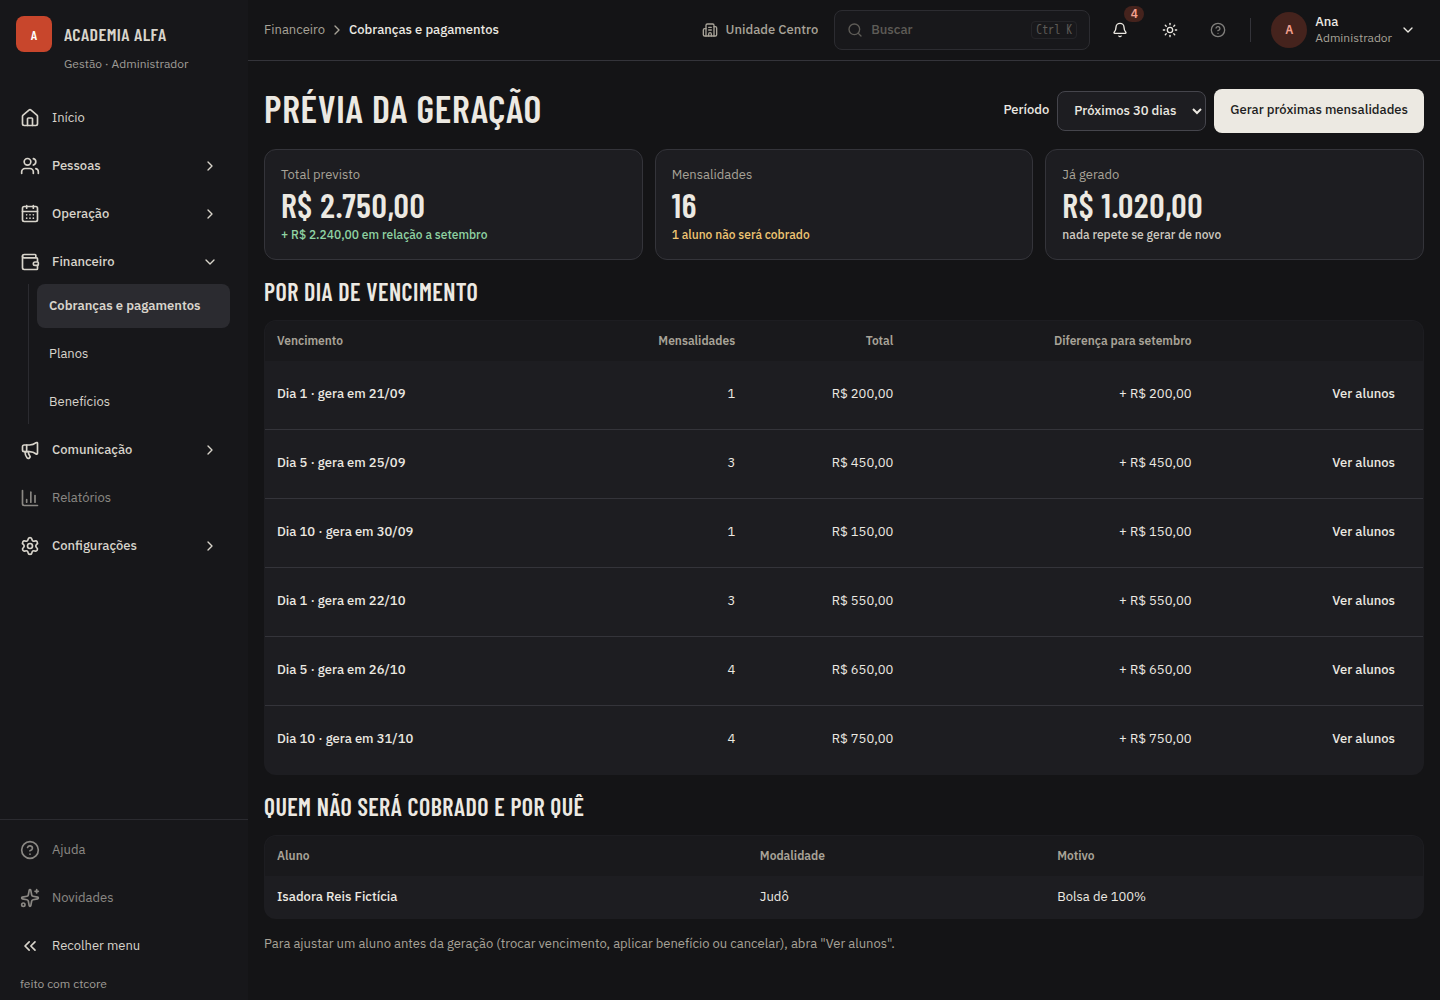 A
ACADEMIA ALFA
Gestão · Administrador
Início
Pessoas
Operação
Financeiro
Cobranças e pagamentos
Planos
Benefícios
Comunicação
Relatórios
Configurações
Ajuda
Novidades
Recolher menu
feito com ctcore
Financeiro > Cobranças e pagamentos
Unidade Centro
Buscar
Ctrl K
4
A
Ana
Administrador
PRÉVIA DA GERAÇÃO
Período
Próximos 30 dias
Gerar próximas mensalidades
Total previsto
R$ 2.750,00
+ R$ 2.240,00 em relação a setembro
Mensalidades
16
1 aluno não será cobrado
Já gerado
R$ 1.020,00
nada repete se gerar de novo
POR DIA DE VENCIMENTO
Vencimento Mensalidades Total Diferença para setembro
Dia 1 · gera em 21/09 1 R$ 200,00 + R$ 200,00 Ver alunos
Dia 5 · gera em 25/09 3 R$ 450,00 + R$ 450,00 Ver alunos
Dia 10 · gera em 30/09 1 R$ 150,00 + R$ 150,00 Ver alunos
Dia 1 · gera em 22/10 3 R$ 550,00 + R$ 550,00 Ver alunos
Dia 5 · gera em 26/10 4 R$ 650,00 + R$ 650,00 Ver alunos
Dia 10 · gera em 31/10 4 R$ 750,00 + R$ 750,00 Ver alunos
QUEM NÃO SERÁ COBRADO E POR QUÊ
Aluno Modalidade Motivo
Isadora Reis Fictícia Judô Bolsa de 100%
Para ajustar um aluno antes da geração (trocar vencimento, aplicar benefício ou cancelar), abra "Ver alunos".